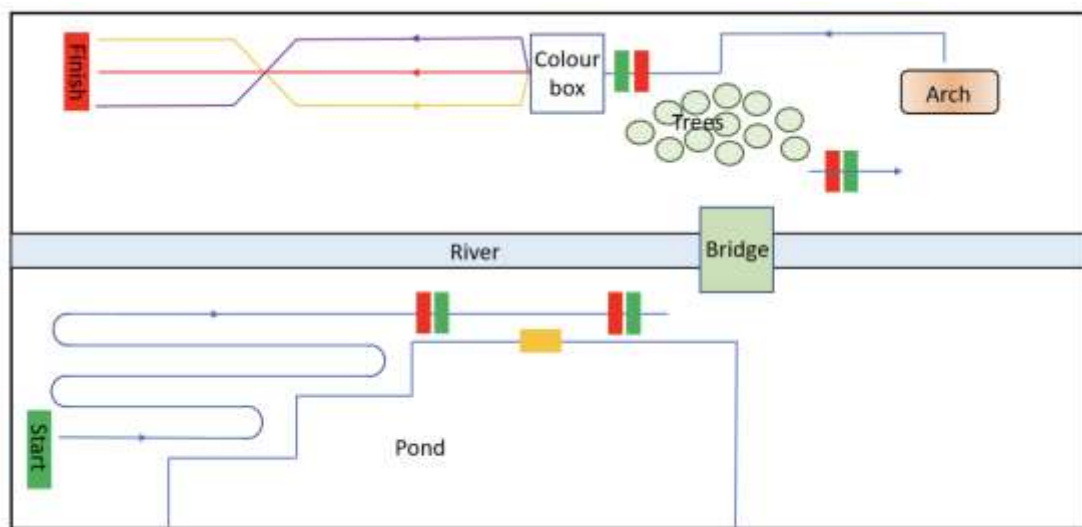 Finish
Colour
box
Arch
Trees
River
Bridge
Start
Pond